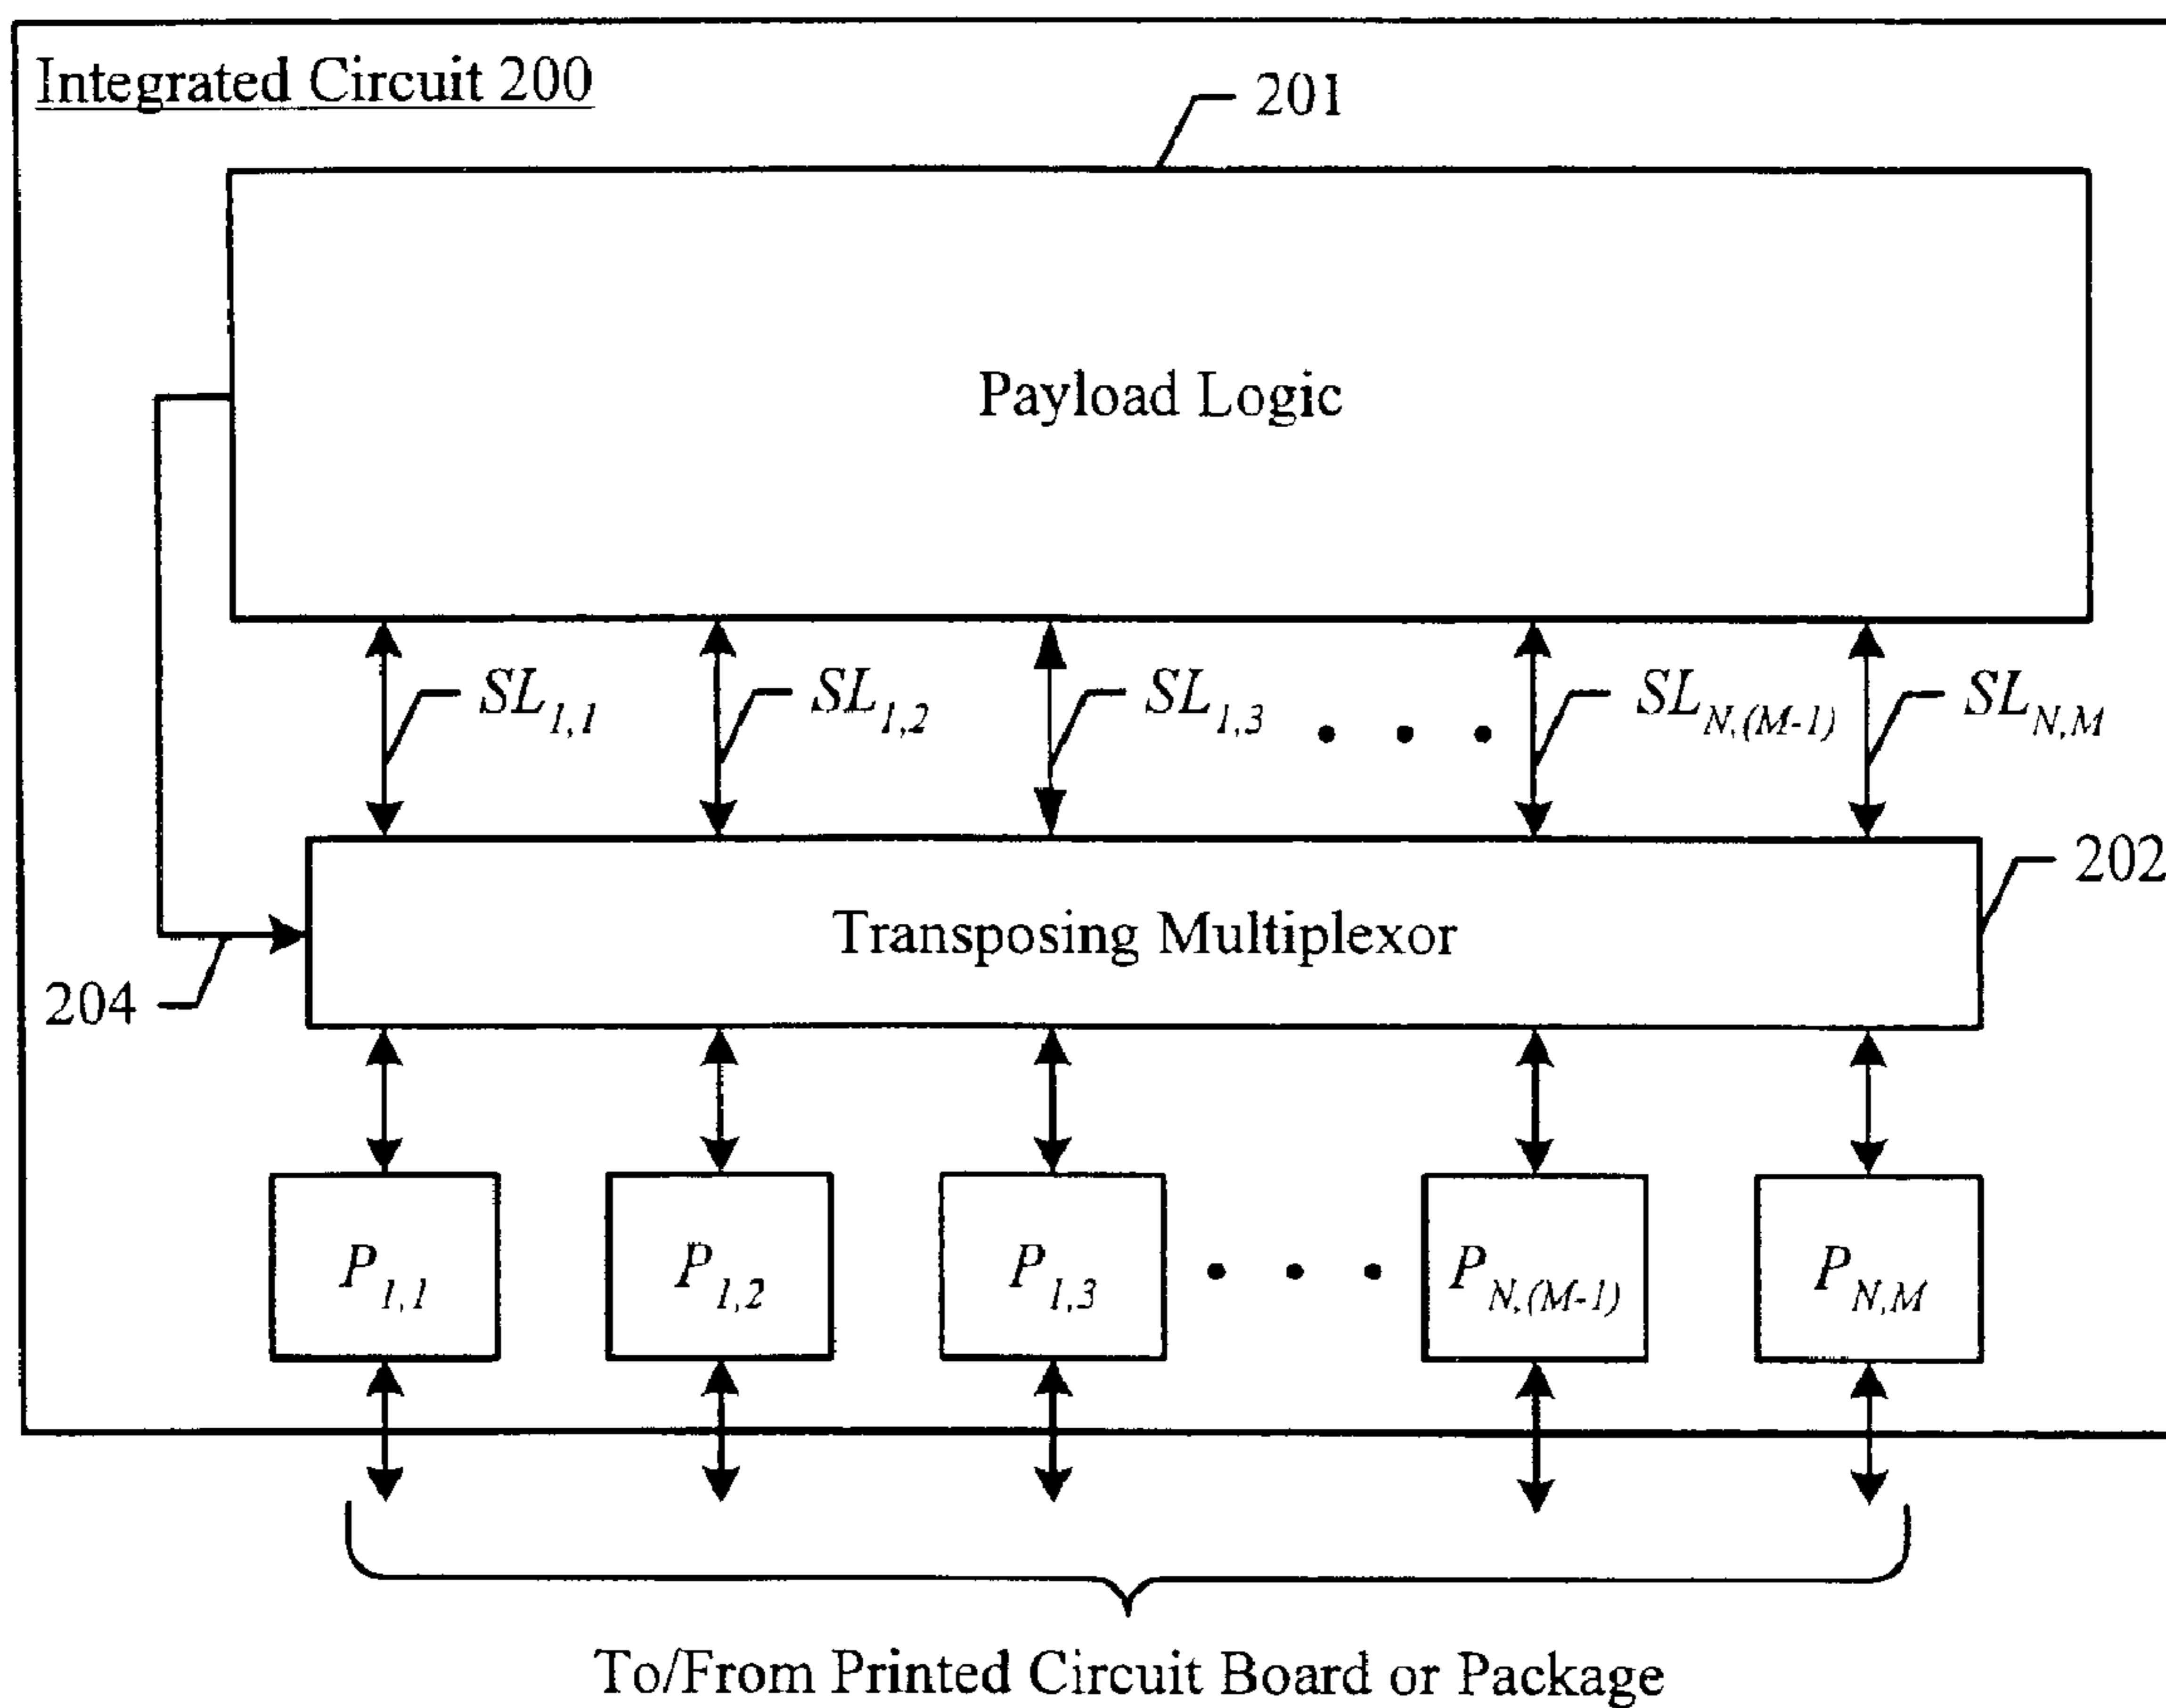 Integrated Circuit 200
201
Payload Logic
SL1,1
SL1,2
SL1,3
SLN,(M-1)
SLN,M
202
Transposing Multiplexor
204
P1,1
P1,2
P1,3
PN,(M-1)
PN,M
To/From Printed Circuit Board or Package